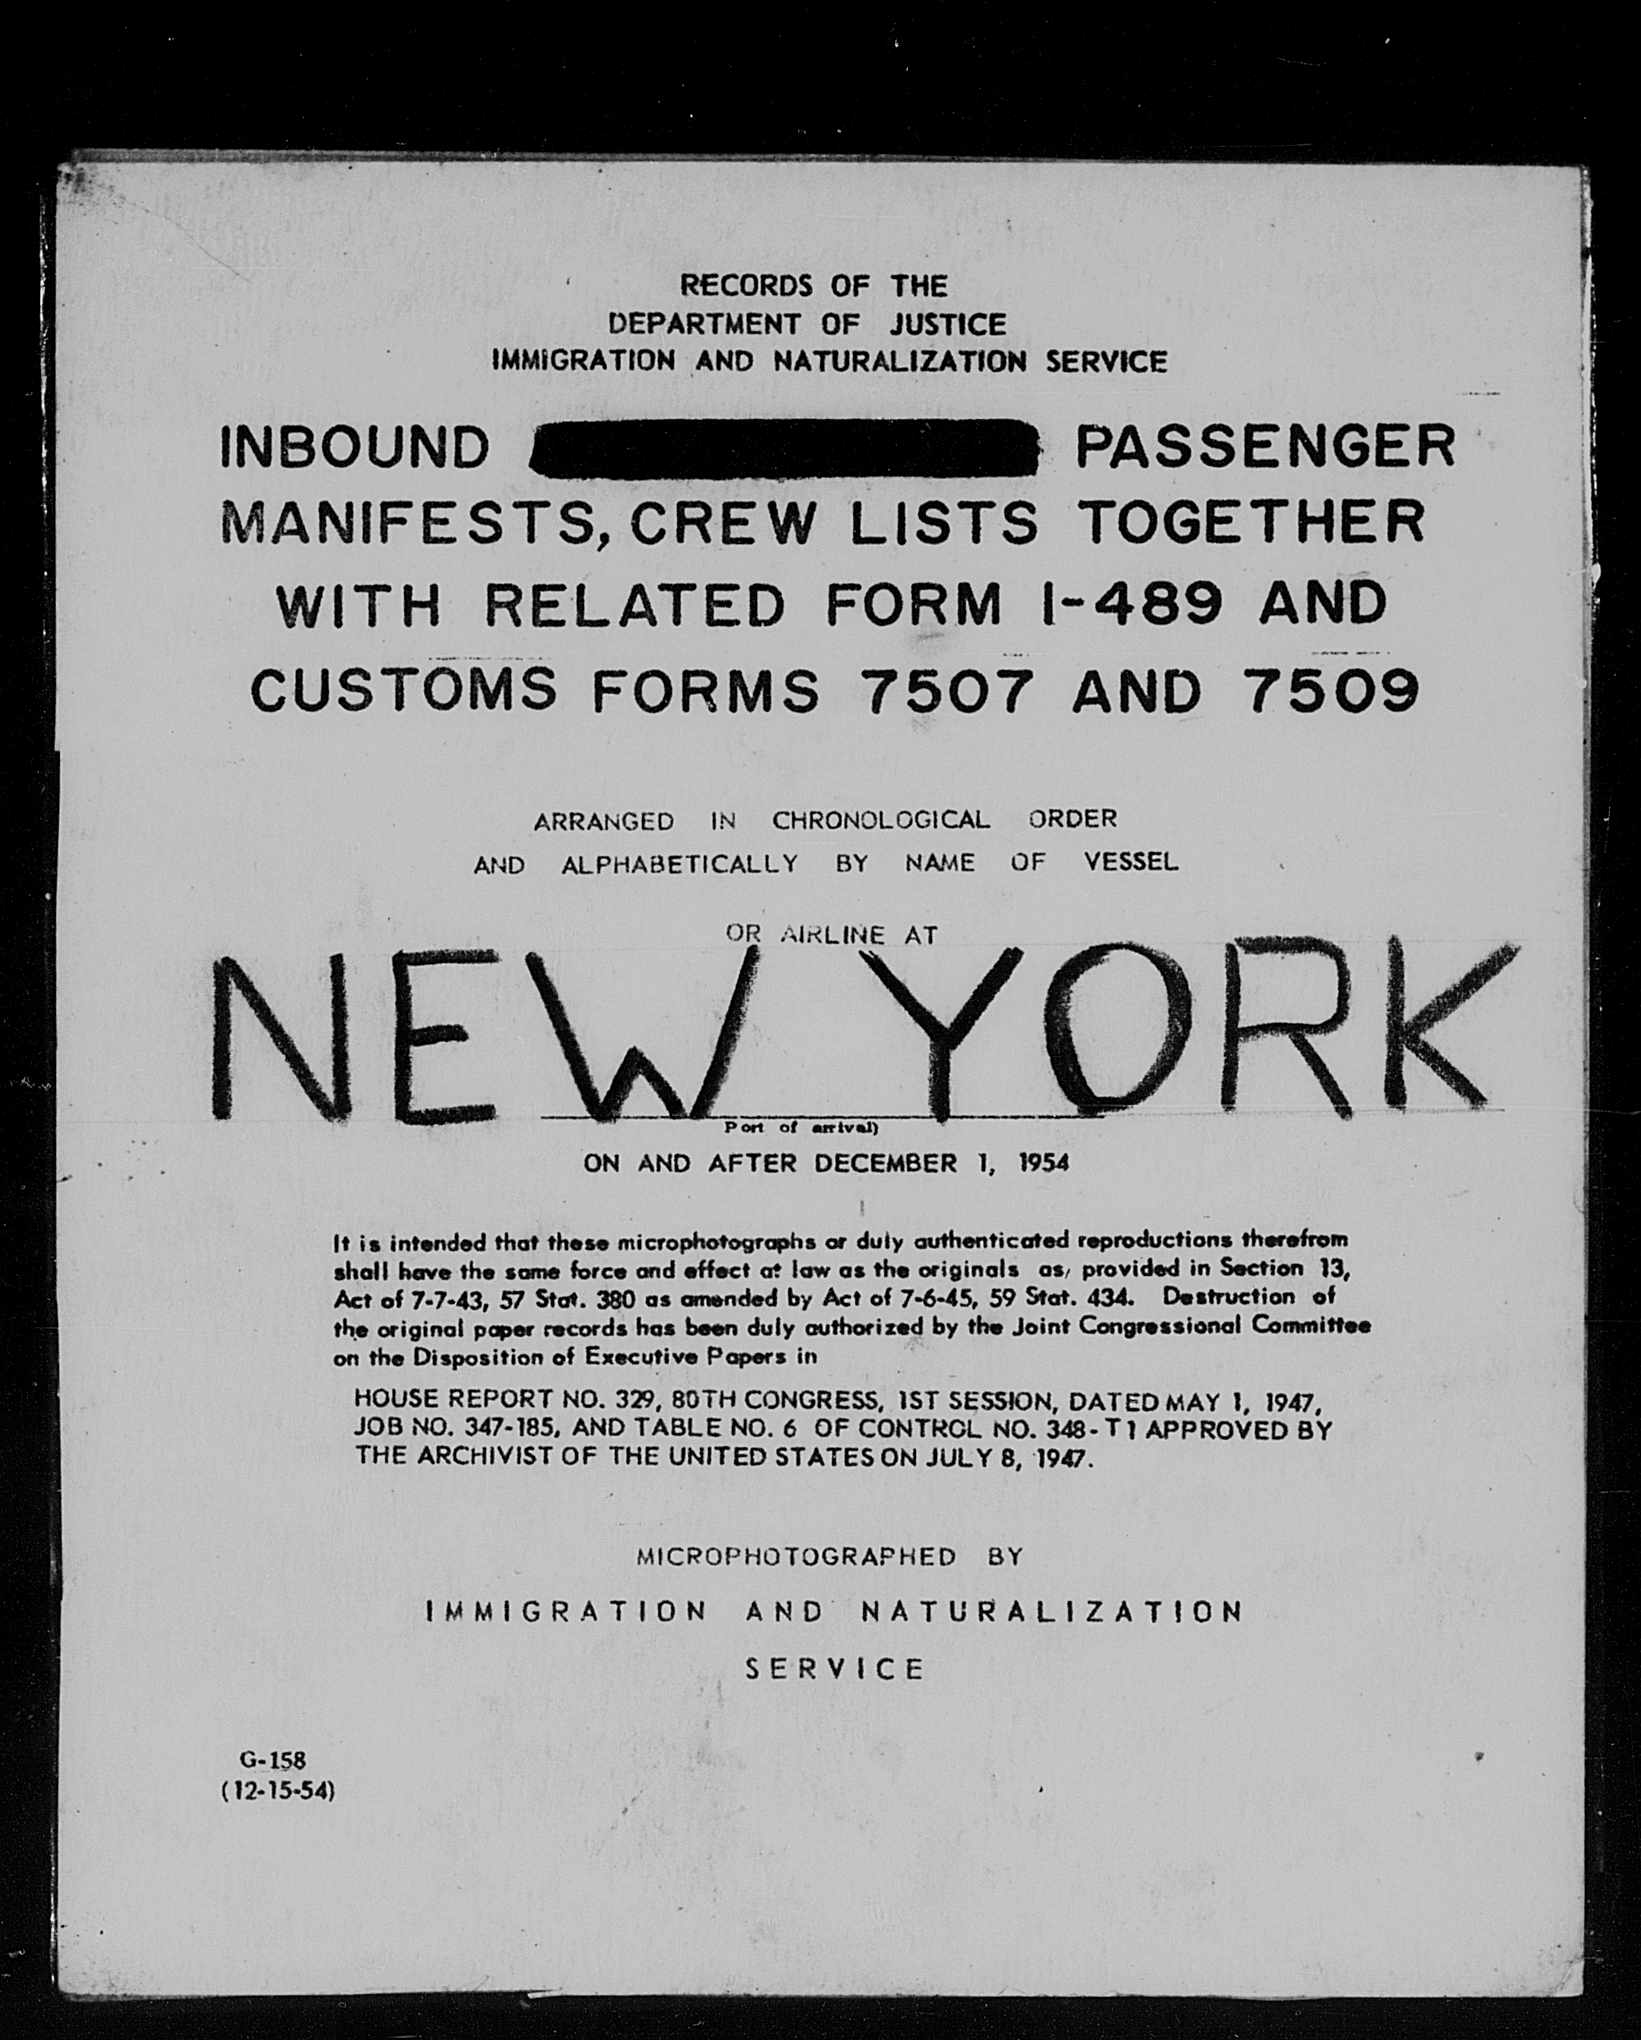 RECORDS OF THE
DEPARTMENT OF JUSTICE
IMMIGRATION AND NATURALIZATION SERVICE
INBOUND PASSENGER
MANIFESTS, CREW LISTS TOGETHER
WITH RELATED FORM I-489 AND
CUSTOMS FORMS 7507 AND 7509
ARRANGED IN CHRONOLOGICAL ORDER
AND ALPHABETICALLY BY NAME OF VESSEL
OR AIRLINE AT
NEW YORK
Port of arrival)
ON AND AFTER DECEMBER 1, 1954
It is intended that these microphotographs or duly authenticated reproductions therefrom
shall have the same force and effect at law as the originals as, provided in Section 13,
Act of 7-7-43, 57 Stat. 380 as amended by Act of 7-6-45, 59 Stat. 434. Destruction of
the original paper records has been duly authorized by the Joint Congressional Committee
on the Disposition of Executive Papers in
HOUSE REPORT NO. 329, 80TH CONGRESS, 1ST SESSION, DATED MAY 1, 1947,
JOB NO. 347-185, AND TABLE NO. 6 OF CONTROL NO. 348-T1 APPROVED BY
THE ARCHIVIST OF THE UNITED STATES ON JULY 8, 1947.
MICROPHOTOGRAPHED BY
IMMIGRATION AND NATURALIZATION
SERVICE
G-158
(12-15-54)